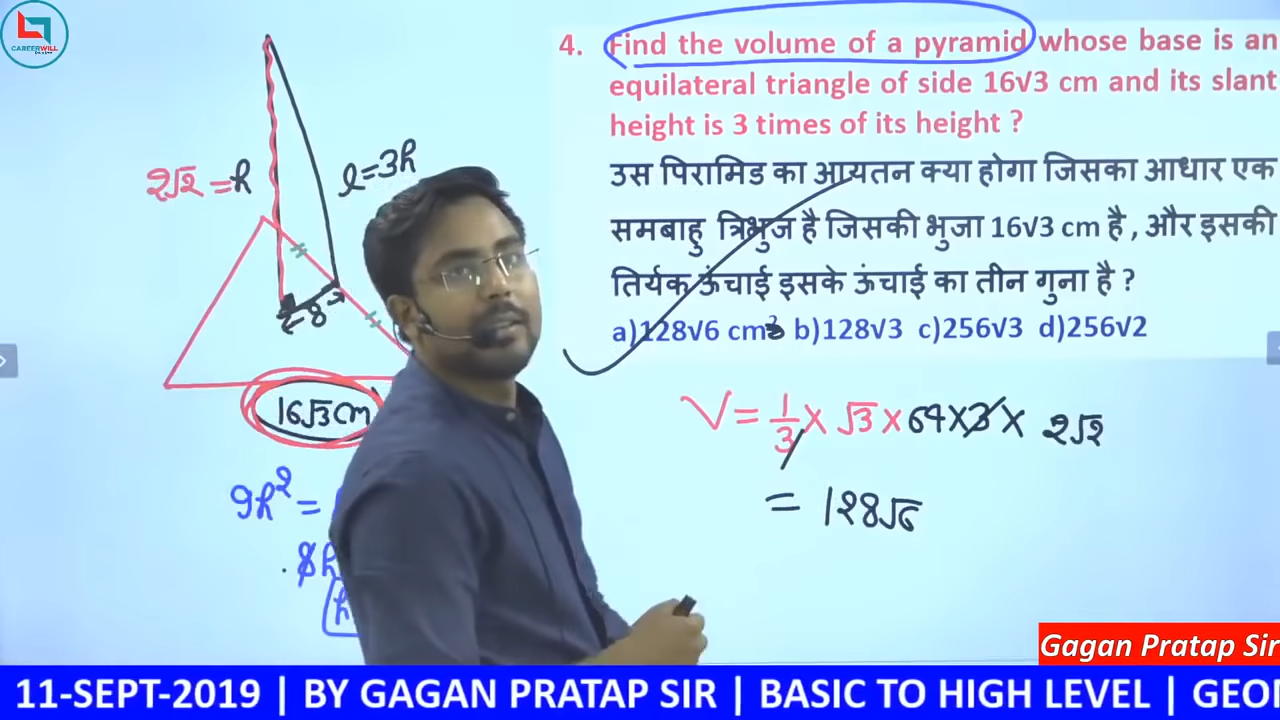 CAREERWILL
4. Find the volume of a pyramid whose base is an
equilateral triangle of side 16√3 cm and its slant
height is 3 times of its height ?
उस पिरामिड का आयतन क्या होगा जिसका आधार एक
समबाहु त्रिभुज है जिसकी भुजा 16√3 cm है , और इसकी
तिर्यक ऊंचाई इसके ऊंचाई का तीन गुना है ?
a)128√6 cm³ b)128√3 c)256√3 d)256√2
2√2 = h
l=3h
8
16√3 cm
9h² =
8h
h
V = 1/3 × √3 × 64 × 3 × 2√2
= 128√6
Gagan Pratap Sir
11-SEPT-2019 | BY GAGAN PRATAP SIR | BASIC TO HIGH LEVEL | GEO